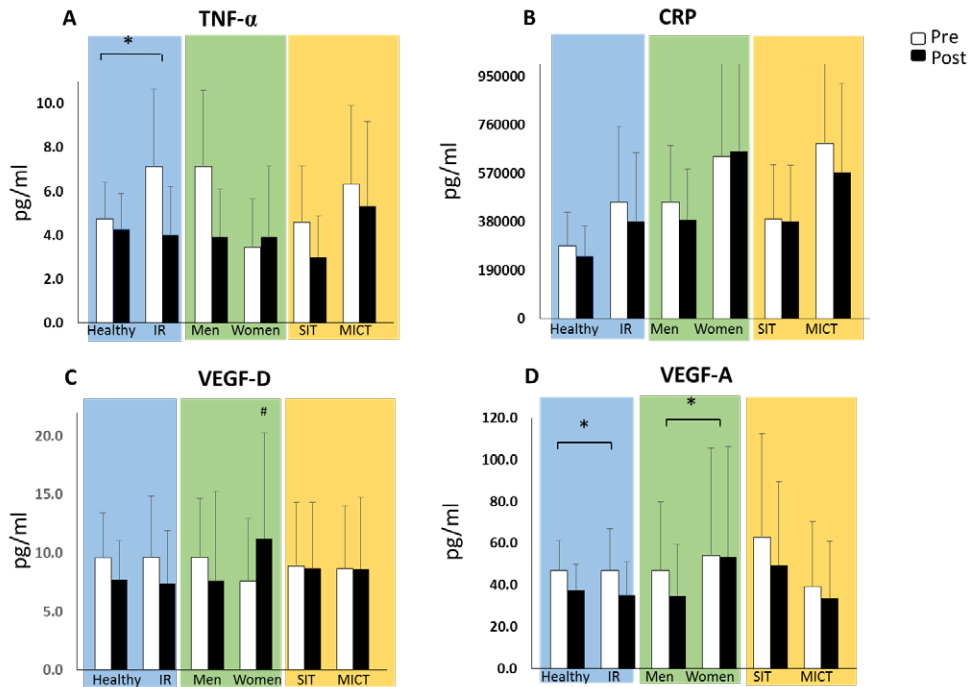 A TNF-α
*
10.0
8.0
6.0
4.0
2.0
0.0
pg/ml
Healthy IR Men Women SIT MICT
B CRP
950000
760000
570000
380000
190000
0
pg/ml
Healthy IR Men Women SIT MICT
Pre
Post
C VEGF-D
#
20.0
15.0
10.0
5.0
0.0
pg/ml
Healthy IR Men Women SIT MICT
D VEGF-A
* *
120.0
100.0
80.0
60.0
40.0
20.0
0.0
pg/ml
Healthy IR Men Women SIT MICT